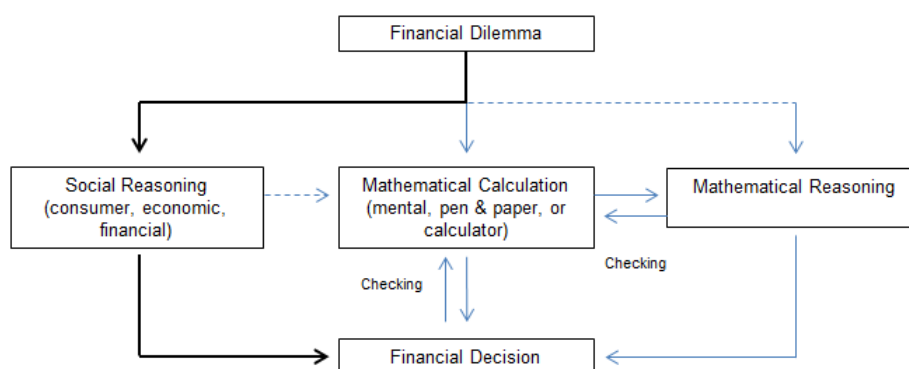 Financial Dilemma
Social Reasoning
(consumer, economic,
financial)
Mathematical Calculation
(mental, pen & paper, or
calculator)
Mathematical Reasoning
Checking
Checking
Financial Decision